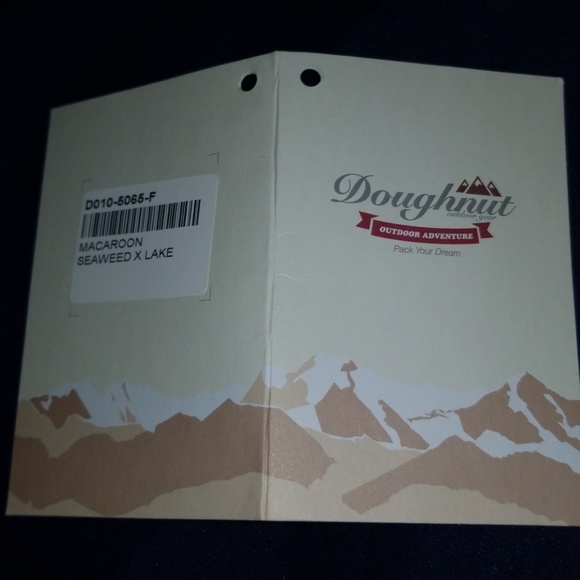 D010-5065-F
MACAROON
SEAWEED X LAKE
Doughnut
outdoor gear
OUTDOOR ADVENTURE
Pack Your Dream